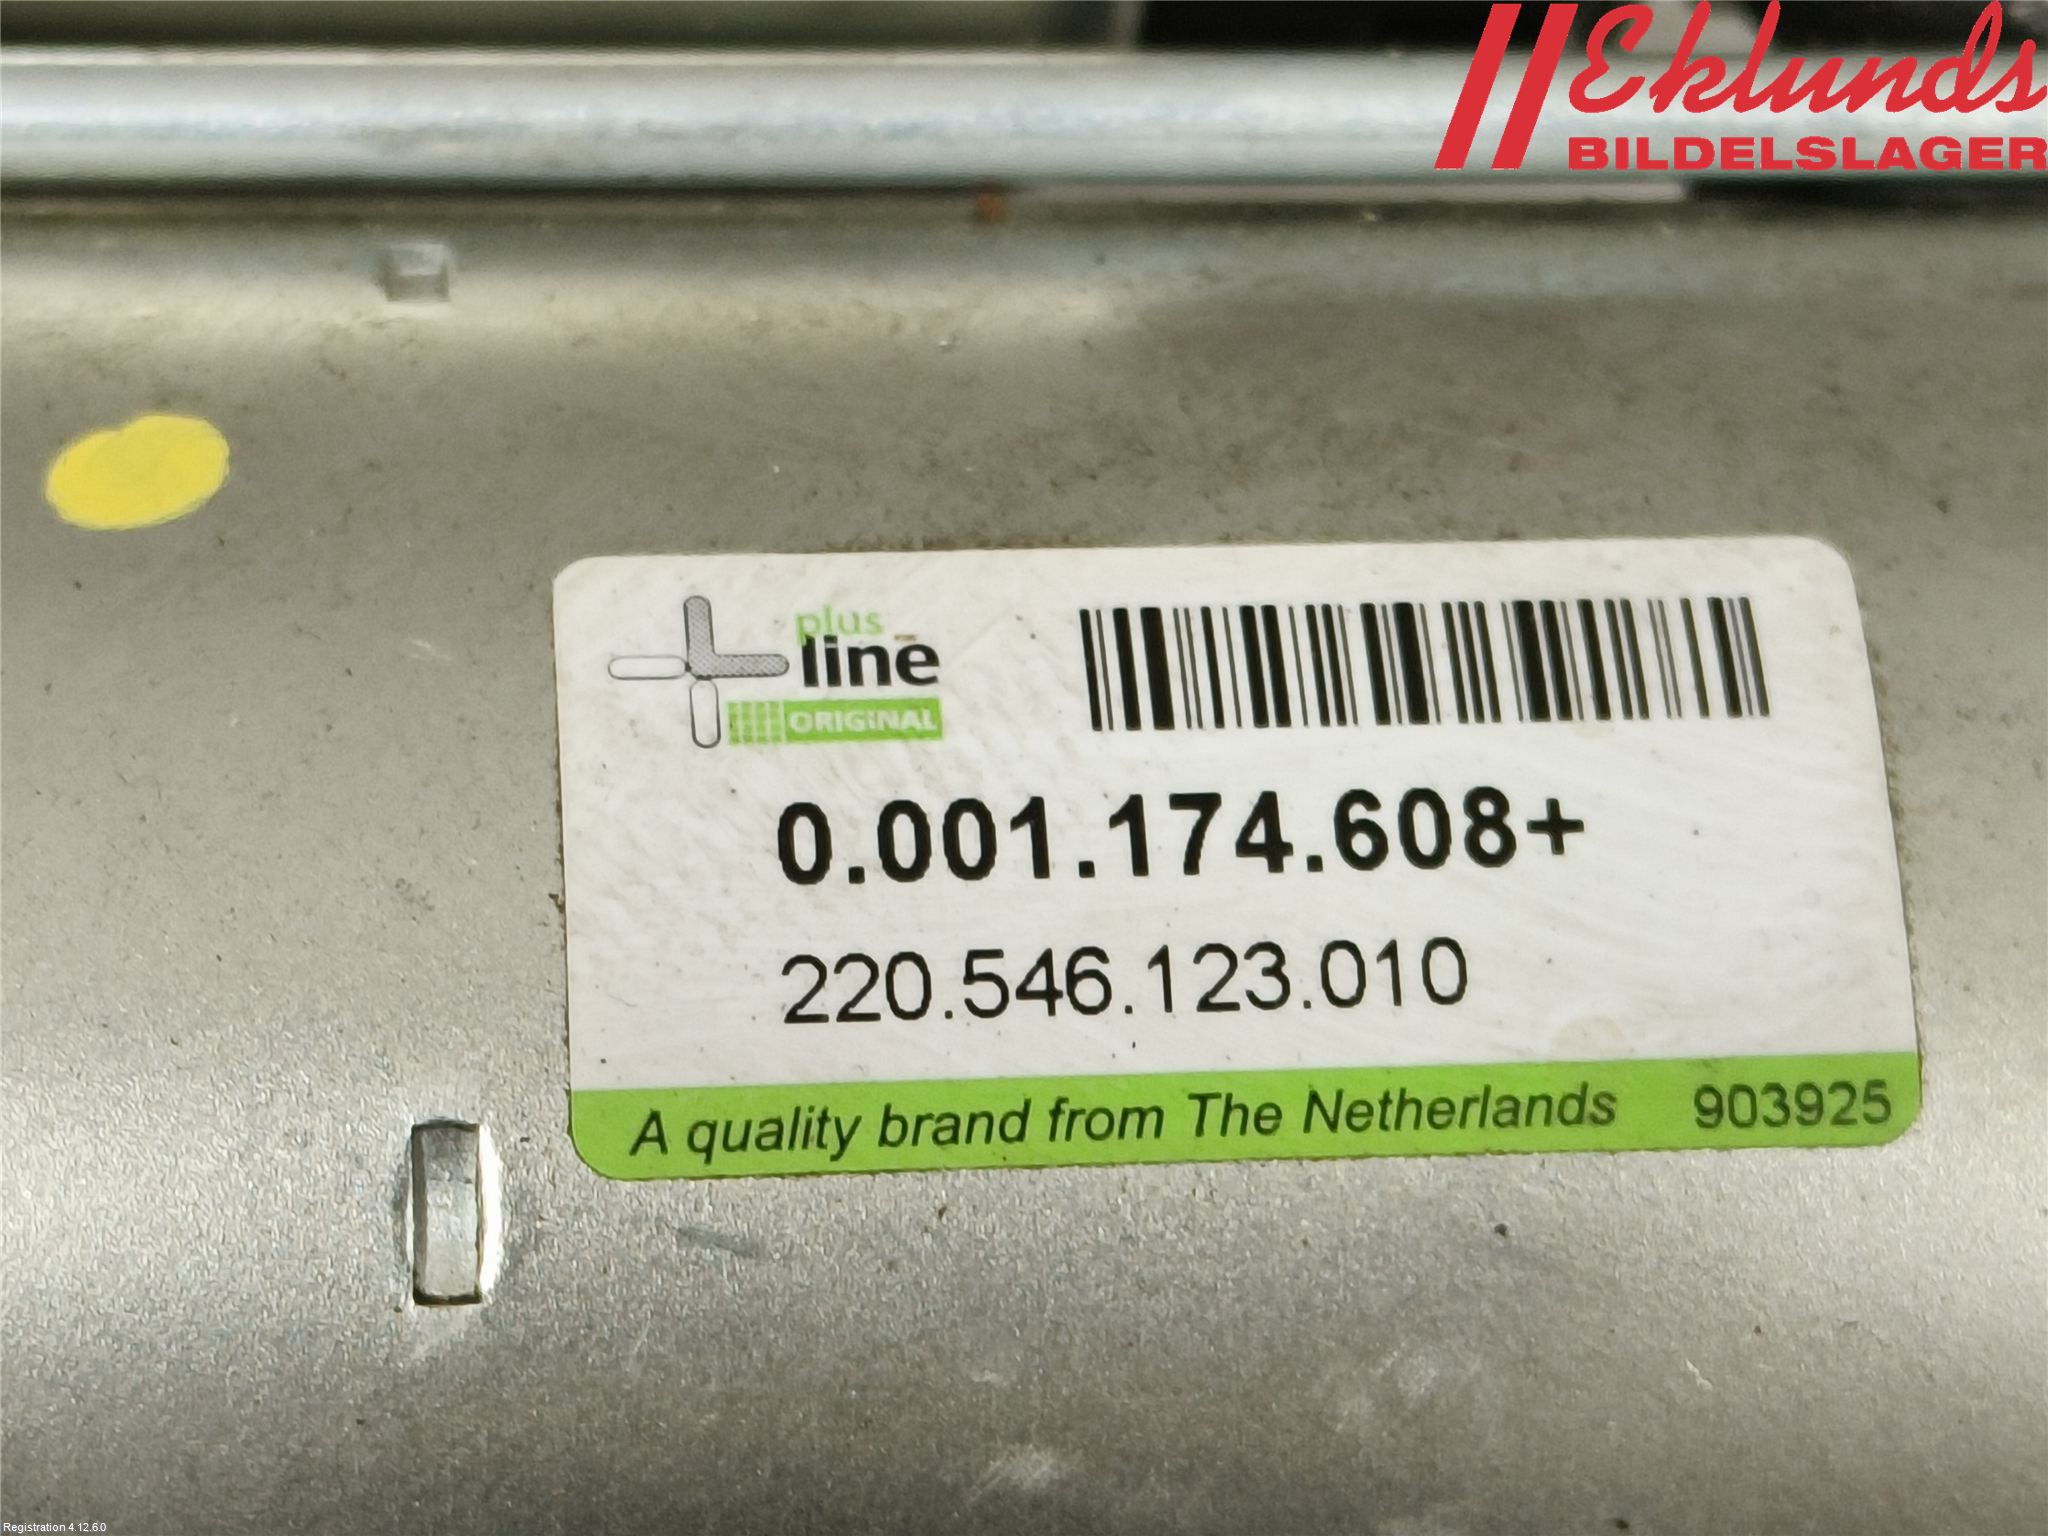 Eklunds
BILDELSLAGER
plus
line
ORIGINAL
0.001.174.608+
220.546.123.010
A quality brand from The Netherlands 903925
Registration 4.12.6.0